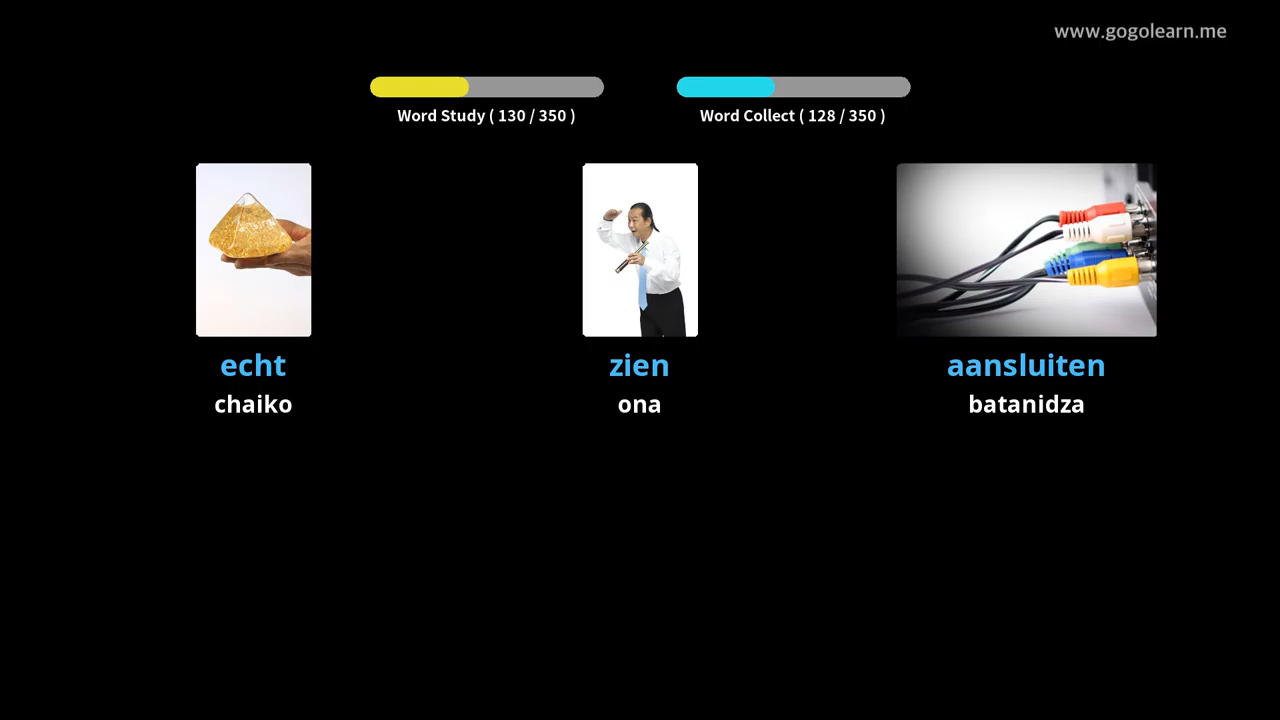 www.gogolearn.me
Word Study ( 130 / 350 )
Word Collect ( 128 / 350 )
echt
chaiko
zien
ona
aansluiten
batanidza